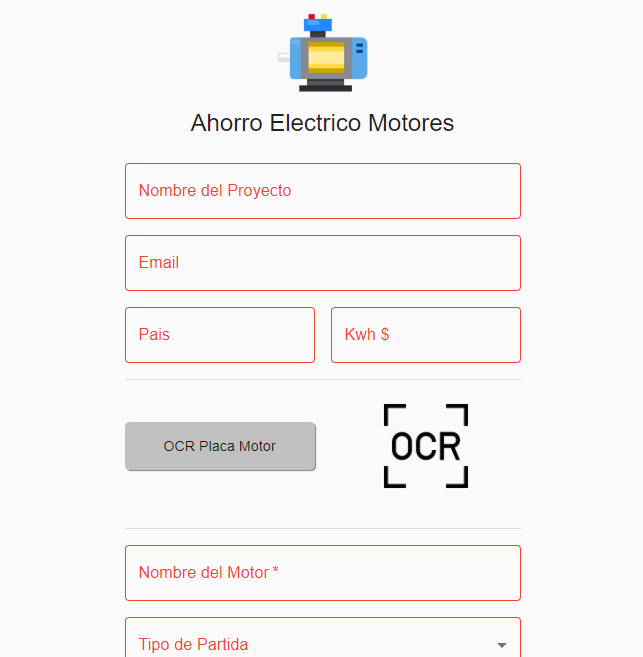 Ahorro Electrico Motores
Nombre del Proyecto
Email
Pais
Kwh $
OCR Placa Motor
OCR
Nombre del Motor *
Tipo de Partida